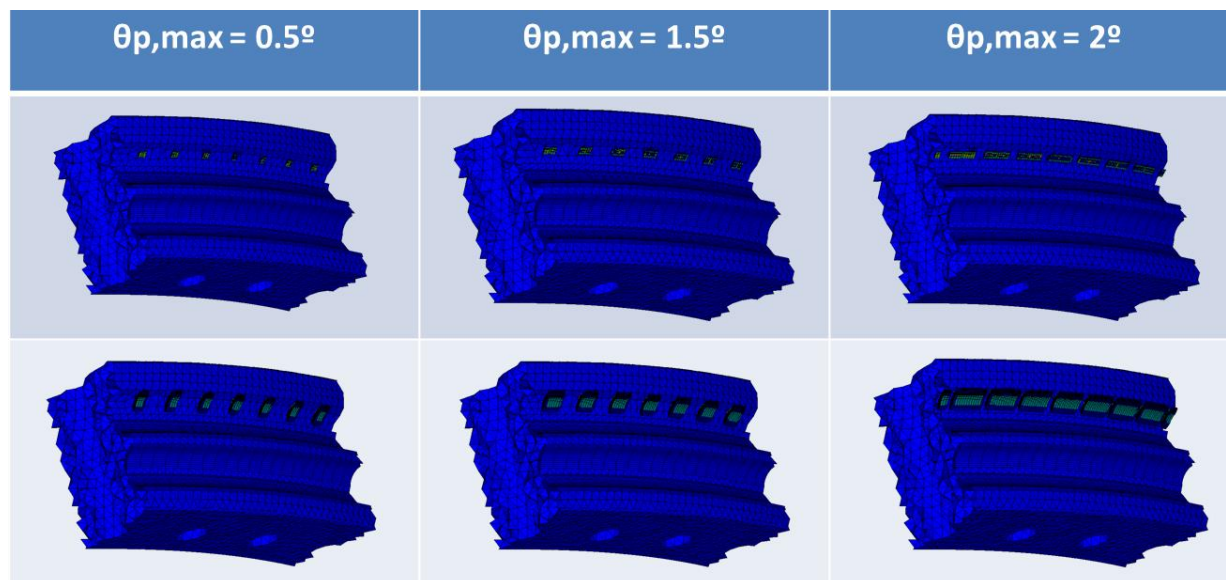 θp,max = 0.5º
θp,max = 1.5º
θp,max = 2º